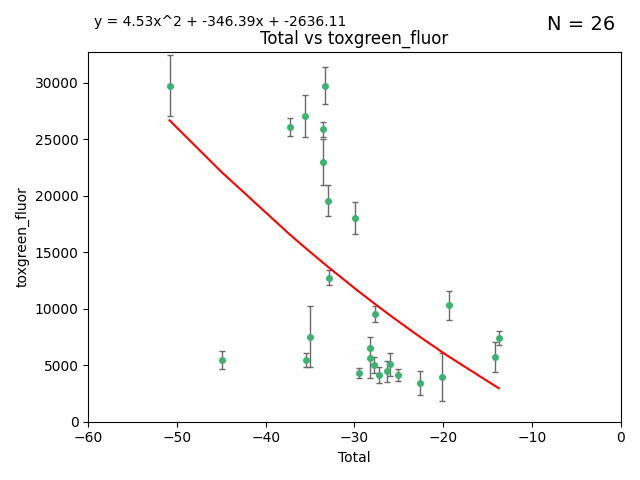 y = 4.53x^2 + -346.39x + -2636.11
N = 26
Total vs toxgreen_fluor
30000
25000
20000
15000
10000
5000
0
toxgreen_fluor
−60
−50
−40
−30
−20
−10
0
Total